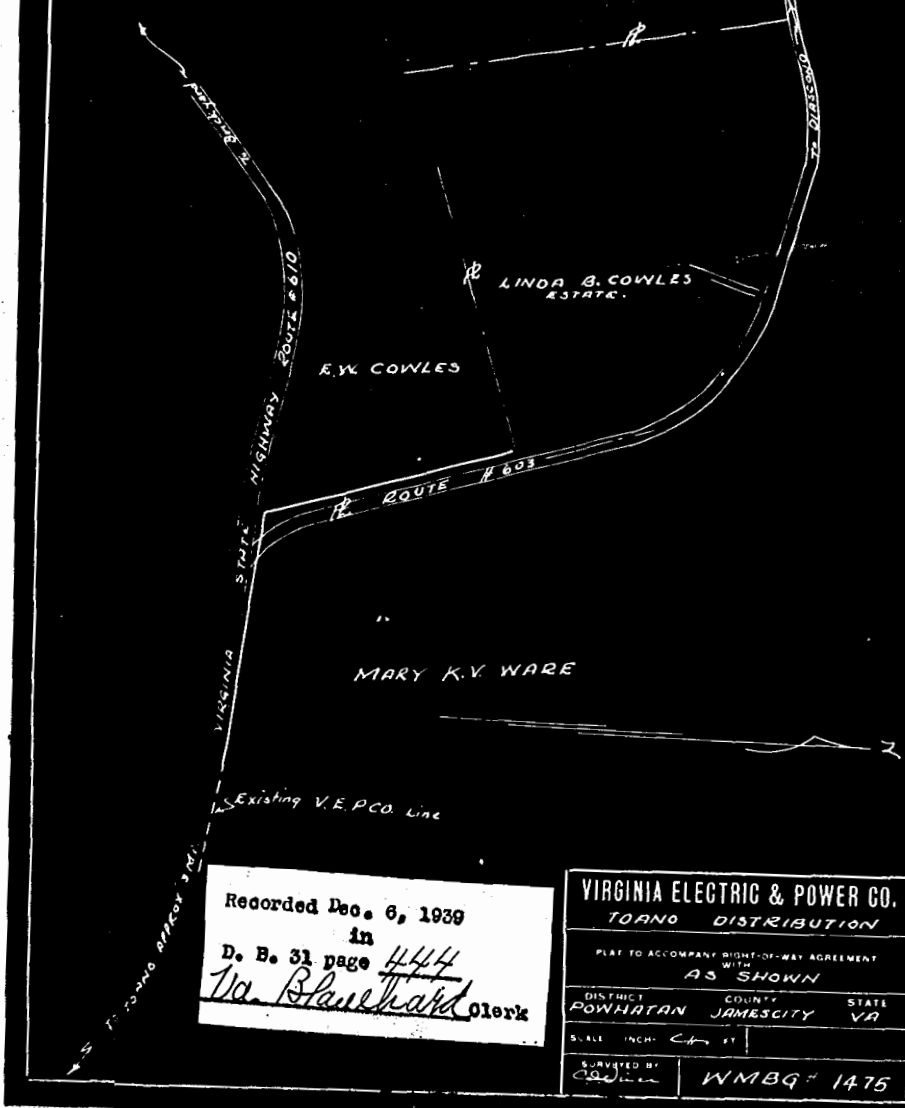 To Brickyard
VIRGINIA STATE HIGHWAY ROUTE # 610
LINDA B. COWLES
ESTATE.
E.W. COWLES
ROUTE # 603
MARY K.V. WARE
Existing V.E.P.CO. Line
TO TOANO APPROX 3 MI.
Recorded Dec. 6, 1939
in
D. B. 31 page 444
Va. Blanchard Clerk
VIRGINIA ELECTRIC & POWER CO.
TOANO DISTRIBUTION
PLAT TO ACCOMPANY RIGHT-OF-WAY AGREEMENT
WITH
AS SHOWN
DISTRICT COUNTY STATE
POWHATAN JAMESCITY VA
SCALE INCH= FT
SURVEYED BY
WMBG # 1475